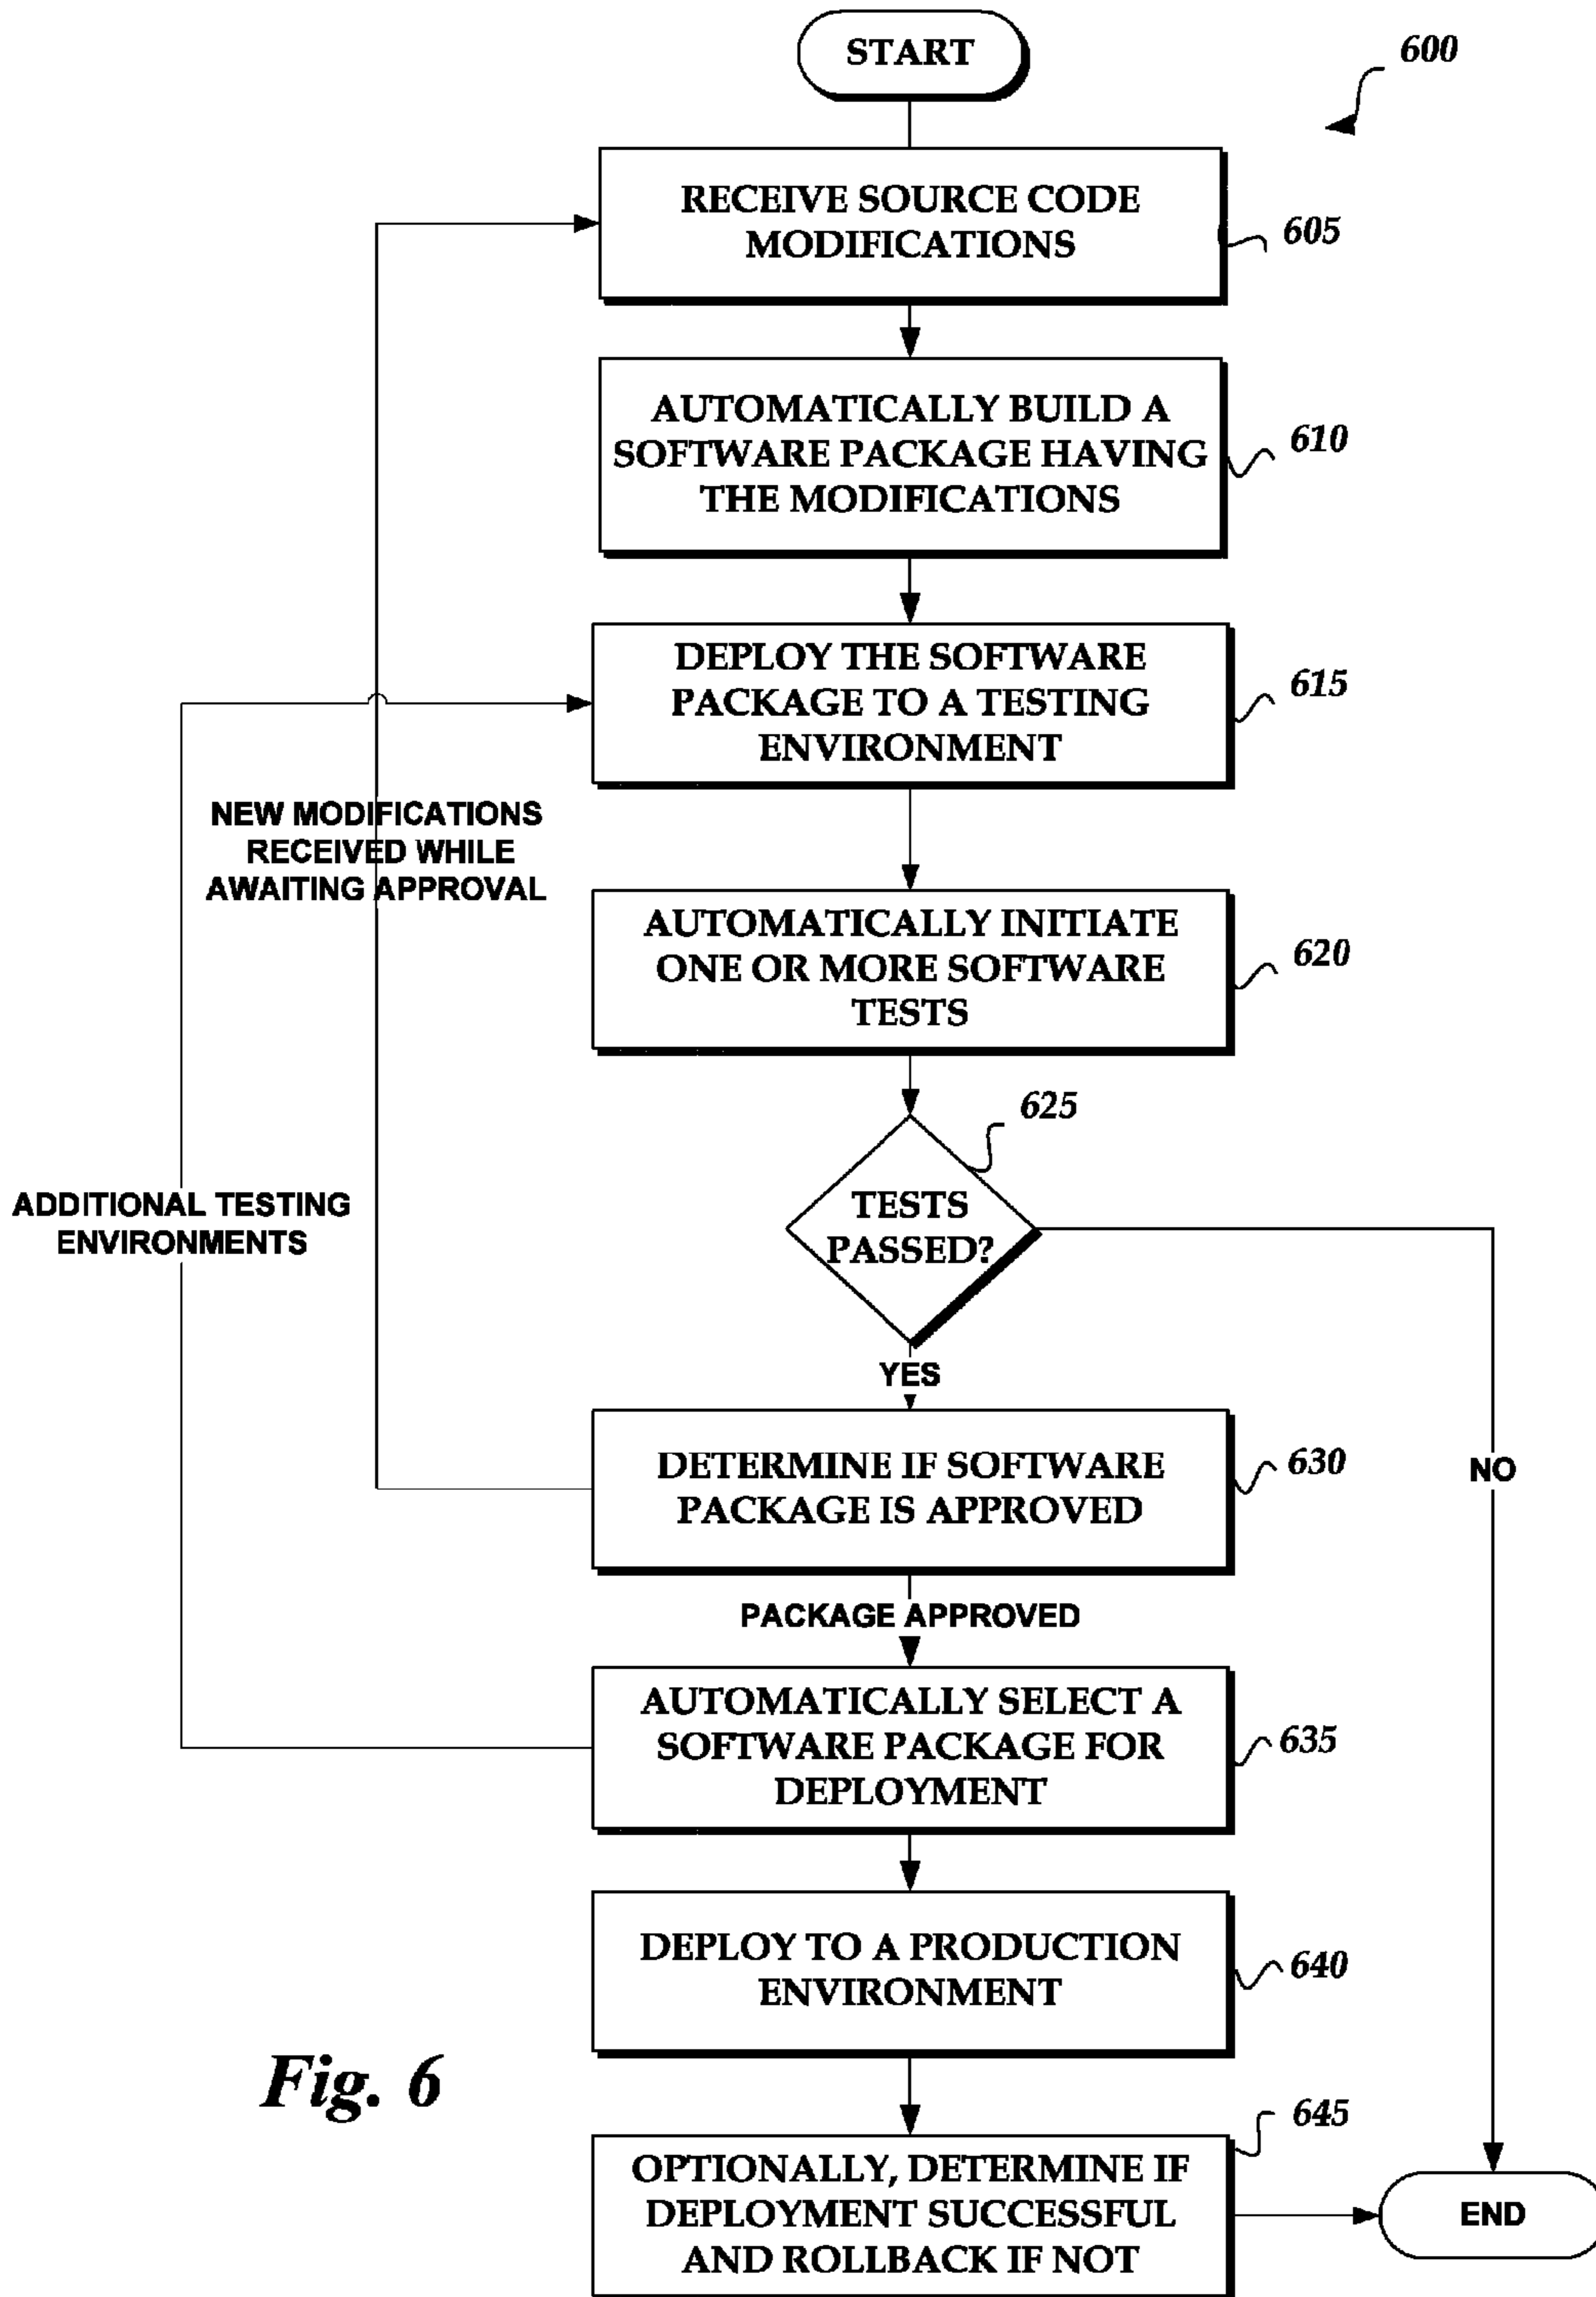 START
600
RECEIVE SOURCE CODE
MODIFICATIONS
605
AUTOMATICALLY BUILD A
SOFTWARE PACKAGE HAVING
THE MODIFICATIONS
610
DEPLOY THE SOFTWARE
PACKAGE TO A TESTING
ENVIRONMENT
615
NEW MODIFICATIONS
RECEIVED WHILE
AWAITING APPROVAL
AUTOMATICALLY INITIATE
ONE OR MORE SOFTWARE
TESTS
620
625
TESTS
PASSED?
ADDITIONAL TESTING
ENVIRONMENTS
YES
NO
DETERMINE IF SOFTWARE
PACKAGE IS APPROVED
630
PACKAGE APPROVED
AUTOMATICALLY SELECT A
SOFTWARE PACKAGE FOR
DEPLOYMENT
635
DEPLOY TO A PRODUCTION
ENVIRONMENT
640
Fig. 6
645
OPTIONALLY, DETERMINE IF
DEPLOYMENT SUCCESSFUL
AND ROLLBACK IF NOT
END